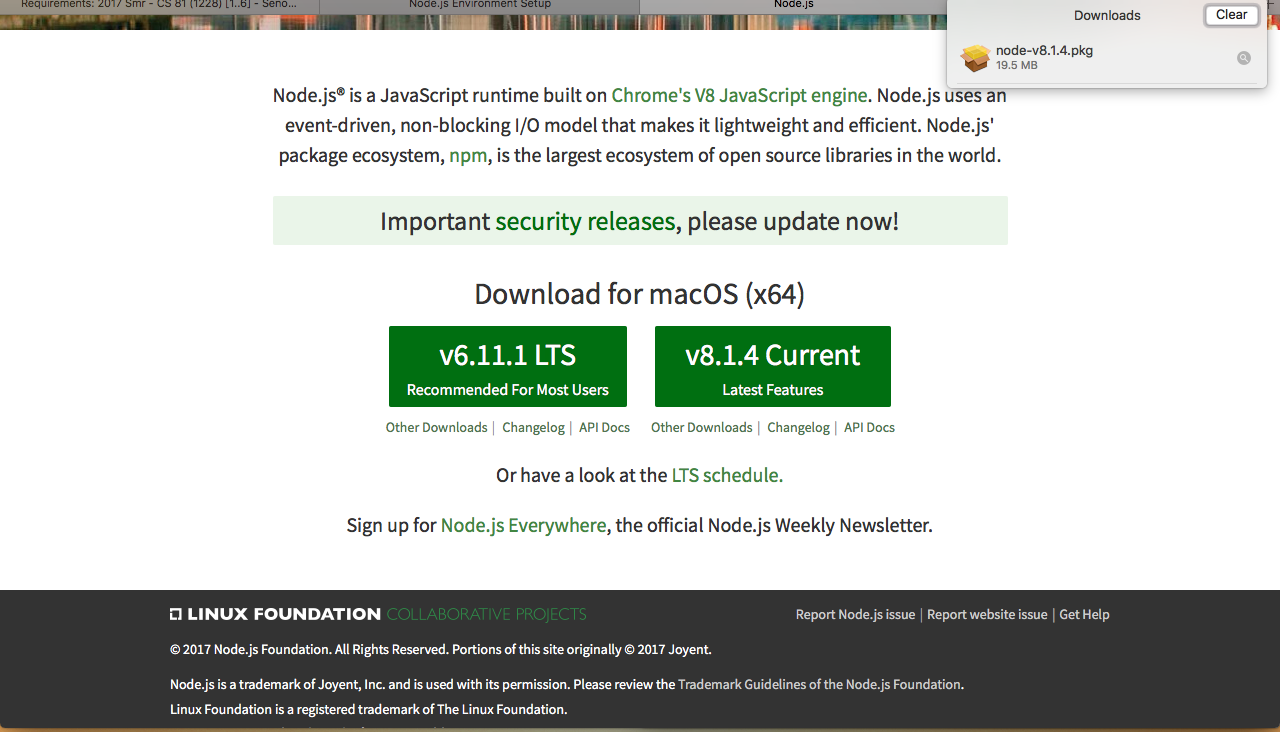 Requirements: 2017 Smr - CS 81 (1228) [1..6] - Seno...
Node.js Environment Setup
Node.js
Downloads
Clear
node-v8.1.4.pkg
19.5 MB
Node.js® is a JavaScript runtime built on Chrome's V8 JavaScript engine. Node.js uses an
event-driven, non-blocking I/O model that makes it lightweight and efficient. Node.js'
package ecosystem, npm, is the largest ecosystem of open source libraries in the world.
Important security releases, please update now!
Download for macOS (x64)
v6.11.1 LTS
Recommended For Most Users
v8.1.4 Current
Latest Features
Other Downloads | Changelog | API Docs
Other Downloads | Changelog | API Docs
Or have a look at the LTS schedule.
Sign up for Node.js Everywhere, the official Node.js Weekly Newsletter.
LINUX FOUNDATION COLLABORATIVE PROJECTS
Report Node.js issue | Report website issue | Get Help
© 2017 Node.js Foundation. All Rights Reserved. Portions of this site originally © 2017 Joyent.
Node.js is a trademark of Joyent, Inc. and is used with its permission. Please review the Trademark Guidelines of the Node.js Foundation.
Linux Foundation is a registered trademark of The Linux Foundation.